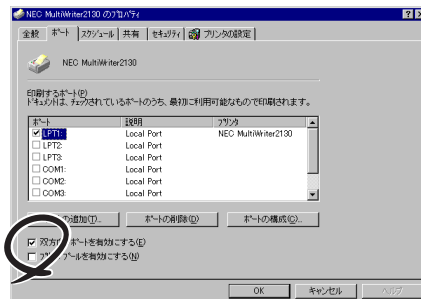 NEC MultiWriter2130 のプロパティ
全般 ポート スケジュール 共有 セキュリティ プリンタの設定
NEC MultiWriter2130
印刷するポート(P)
ドキュメントは、チェックされているポートのうち、最初に利用可能なもので印刷されます。
ポート 説明 プリンタ
LPT1: Local Port NEC MultiWriter2130
LPT2: Local Port
LPT3: Local Port
COM1: Local Port
COM2: Local Port
COM3: Local Port
の追加(T)... ポートの削除(D) ポートの構成(C)...
双方向 ポートを有効にする(E)
プールを有効にする(N)
OK キャンセル ヘルプ